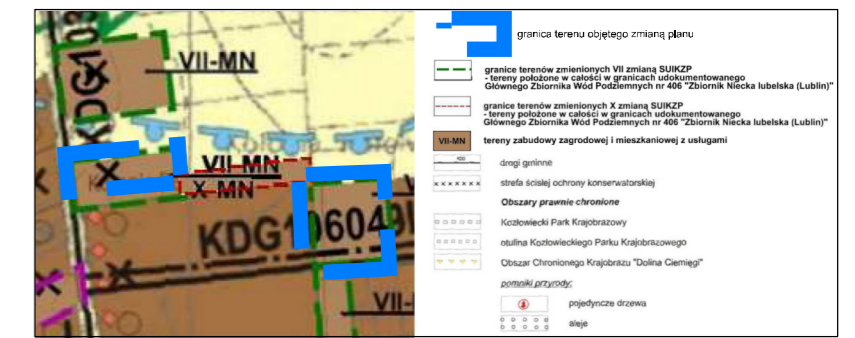 KDG103
VII-MN
VII-MN
X-MN
KDG106049
VII-
granica terenu objętego zmianą planu
granice terenów zmienionych VII zmianą SUIKZP
- tereny położone w całości w granicach udokumentowanego
Głównego Zbiornika Wód Podziemnych nr 406 "Zbiornik Niecka lubelska (Lublin)"
granice terenów zmienionych X zmianą SUIKZP
- tereny położone w całości w granicach udokumentowanego
Głównego Zbiornika Wód Podziemnych nr 406 "Zbiornik Niecka lubelska (Lublin)"
VII-MN tereny zabudowy zagrodowej i mieszkaniowej z usługami
drogi gminne
strefa ścisłej ochrony konserwatorskiej
Obszary prawnie chronione
Kozłowiecki Park Krajobrazowy
otulina Kozłowieckiego Parku Krajobrazowego
Obszar Chronionego Krajobrazu "Dolina Ciemięgi"
pomniki przyrody:
pojedyncze drzewa
aleje